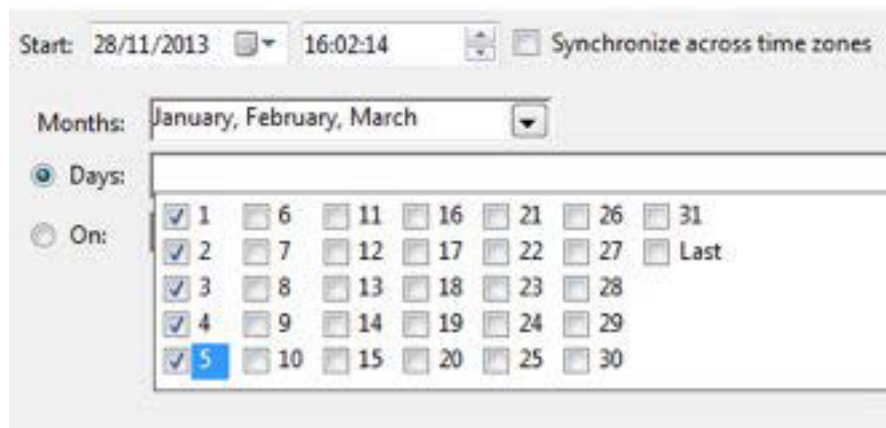 Start: 28/11/2013 16:02:14 Synchronize across time zones
Months: January, February, March
Days:
1 6 11 16 21 26 31
On: 2 7 12 17 22 27 Last
3 8 13 18 23 28
4 9 14 19 24 29
5 10 15 20 25 30